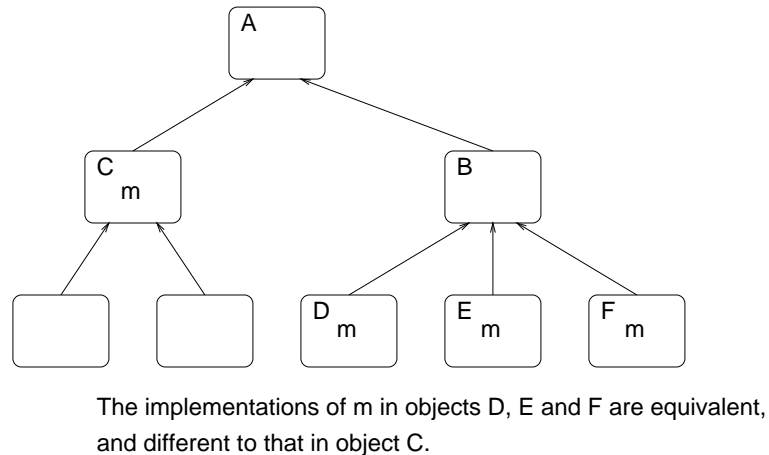 A
C
m
B
D
m
E
m
F
m
The implementations of m in objects D, E and F are equivalent,
and different to that in object C.